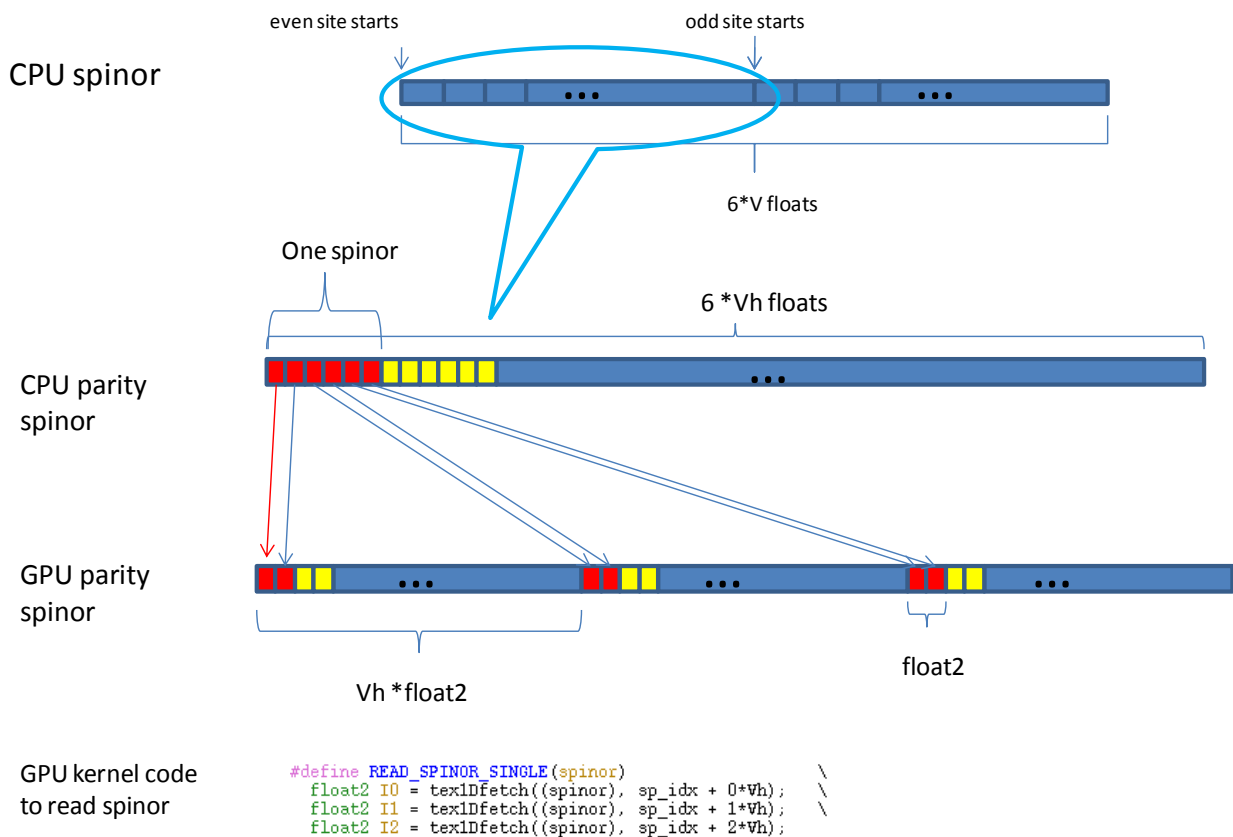 even site starts
odd site starts
CPU spinor
...
...
6*V floats
One spinor
6 *Vh floats
CPU parity
spinor
...
GPU parity
spinor
...
...
...
Vh *float2
float2
GPU kernel code
to read spinor
#define READ_SPINOR_SINGLE(spinor) \
float2 I0 = tex1Dfetch((spinor), sp_idx + 0*Vh); \
float2 I1 = tex1Dfetch((spinor), sp_idx + 1*Vh); \
float2 I2 = tex1Dfetch((spinor), sp_idx + 2*Vh);